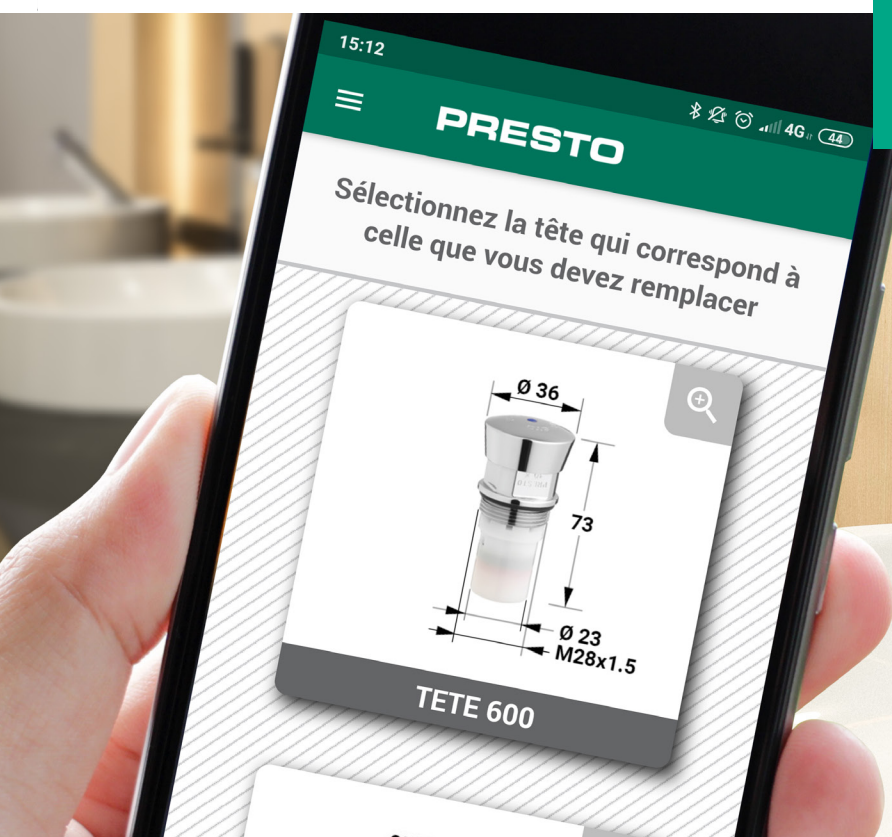 15:12
4G 44
PRESTO
Sélectionnez la tête qui correspond à
celle que vous devez remplacer
Ø 36
73
Ø 23
M28x1.5
TETE 600